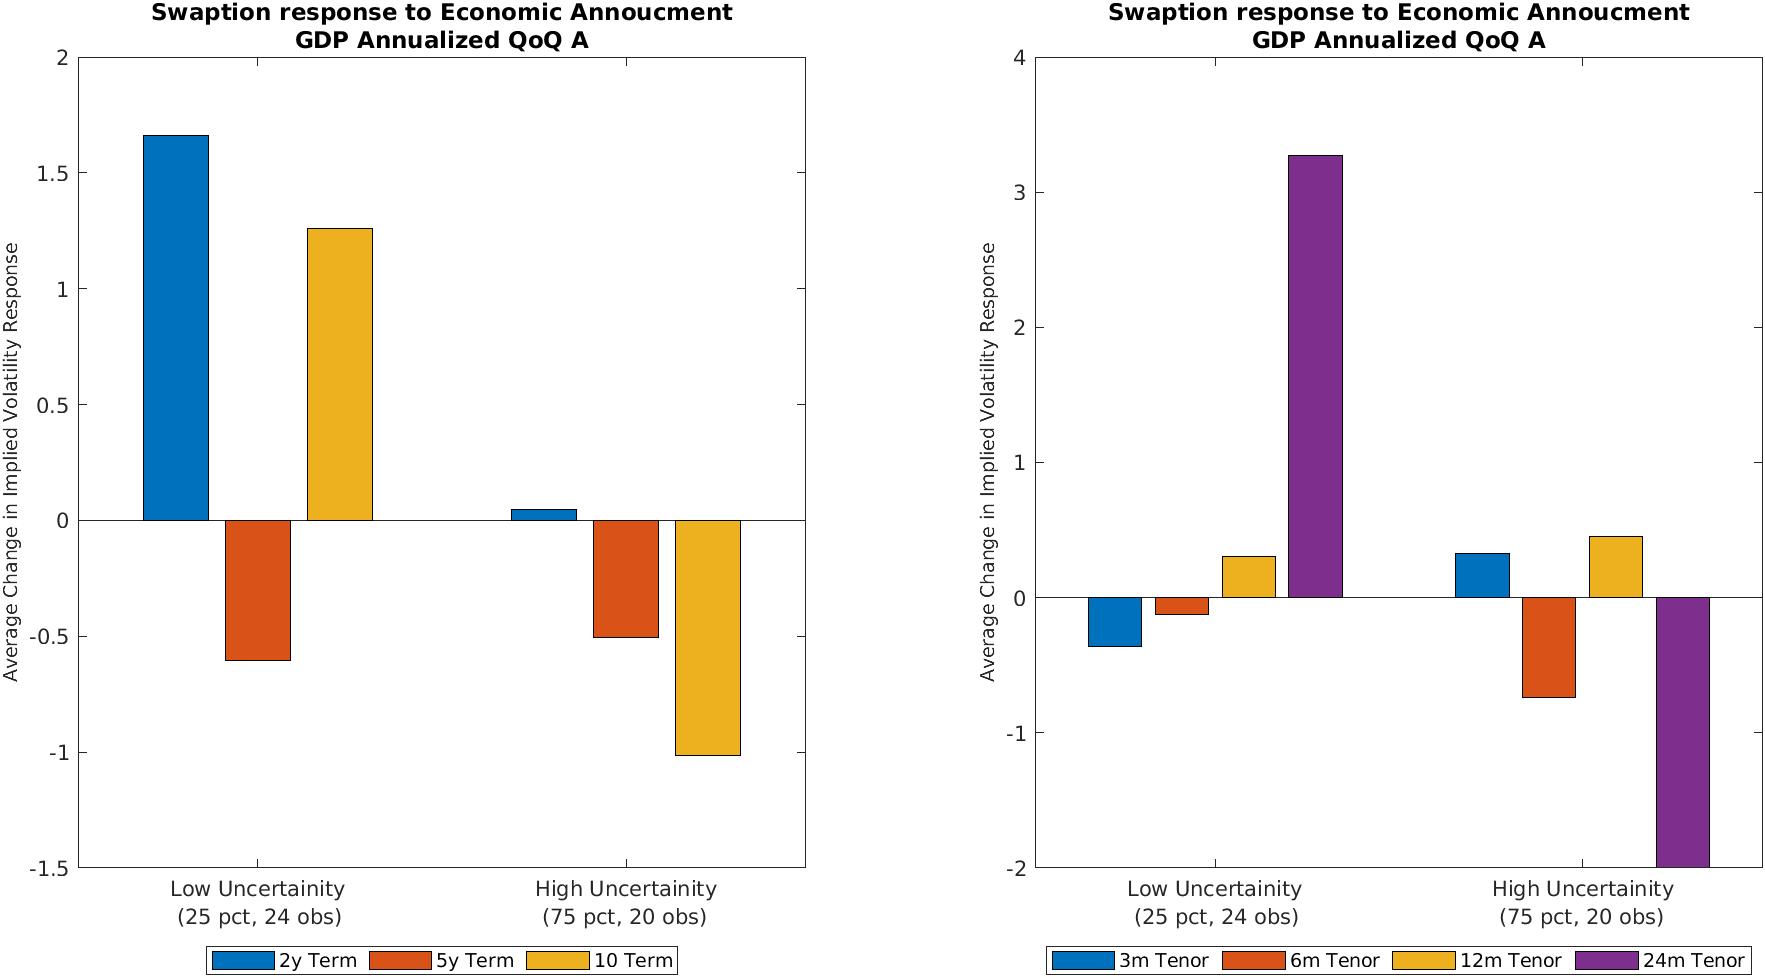 Swaption response to Economic Annoucment
GDP Annualized QoQ A
Average Change in Implied Volatility Response
2
1.5
1
0.5
0
-0.5
-1
-1.5
Low Uncertainity
(25 pct, 24 obs)
High Uncertainity
(75 pct, 20 obs)
2y Term 5y Term 10 Term
Swaption response to Economic Annoucment
GDP Annualized QoQ A
Average Change in Implied Volatility Response
4
3
2
1
0
-1
-2
Low Uncertainity
(25 pct, 24 obs)
High Uncertainity
(75 pct, 20 obs)
3m Tenor 6m Tenor 12m Tenor 24m Tenor